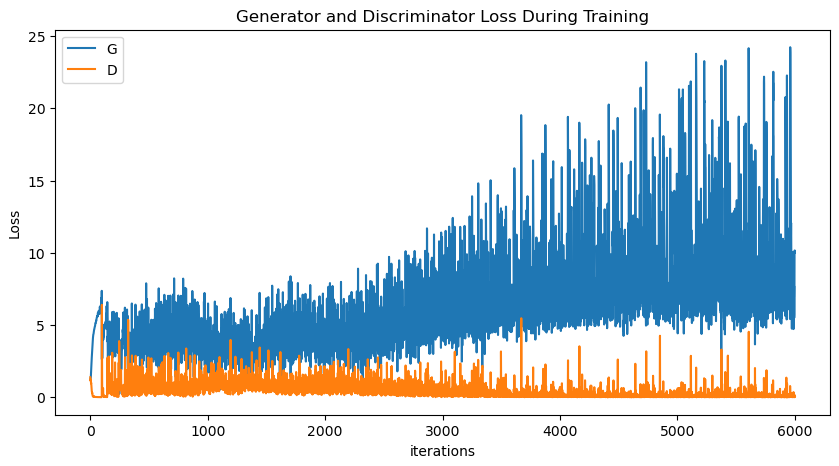 Generator and Discriminator Loss During Training
G
D
25
20
15
10
5
0
Loss
0 1000 2000 3000 4000 5000 6000
iterations